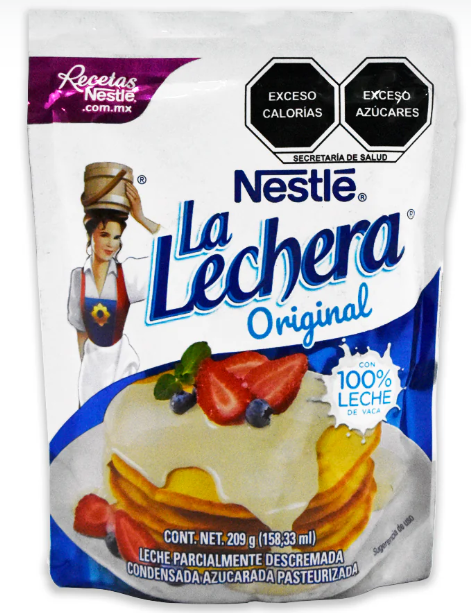 Recetas
Nestlé®
.com.mx
EXCESO
CALORÍAS
EXCESO
AZÚCARES
SECRETARÍA DE SALUD
®
Nestlé®
La
Lechera®
Original
CON
100%
LECHE
DE VACA
CONT. NET. 209 g (158,33 ml)
LECHE PARCIALMENTE DESCREMADA
CONDENSADA AZUCARADA PASTEURIZADA
Sugerencia de uso